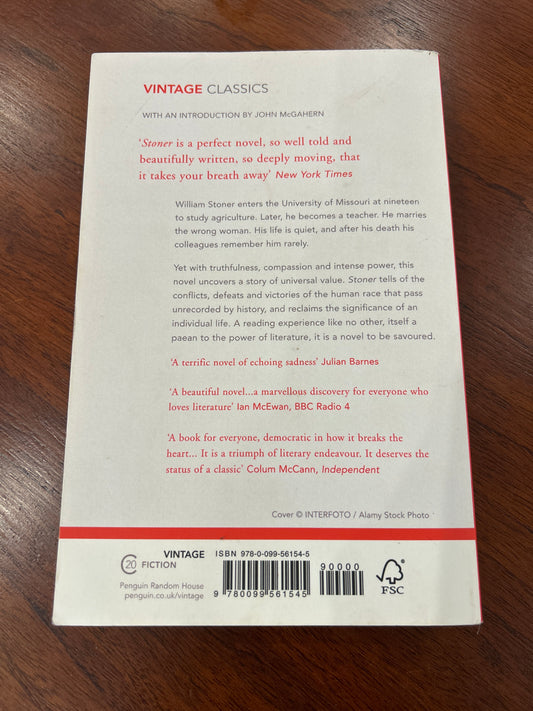 VINTAGE CLASSICS
WITH AN INTRODUCTION BY JOHN McGAHERN
‘Stoner is a perfect novel, so well told and
beautifully written, so deeply moving, that
it takes your breath away’ New York Times
William Stoner enters the University of Missouri at nineteen
to study agriculture. Later, he becomes a teacher. He marries
the wrong woman. His life is quiet, and after his death his
colleagues remember him rarely.
Yet with truthfulness, compassion and intense power, this
novel uncovers a story of universal value. Stoner tells of the
conflicts, defeats and victories of the human race that pass
unrecorded by history, and reclaims the significance of an
individual life. A reading experience like no other, itself a
paean to the power of literature, it is a novel to be savoured.
‘A terrific novel of echoing sadness’ Julian Barnes
‘A beautiful novel...a marvellous discovery for everyone who
loves literature’ Ian McEwan, BBC Radio 4
‘A book for everyone, democratic in how it breaks the
heart... It is a triumph of literary endeavour. It deserves the
status of a classic’ Colum McCann, Independent
Cover © INTERFOTO / Alamy Stock Photo
C20
VINTAGE
FICTION
Penguin Random House
penguin.co.uk/vintage
ISBN 978-0-099-56154-5
90000
9 780099 561545
FSC